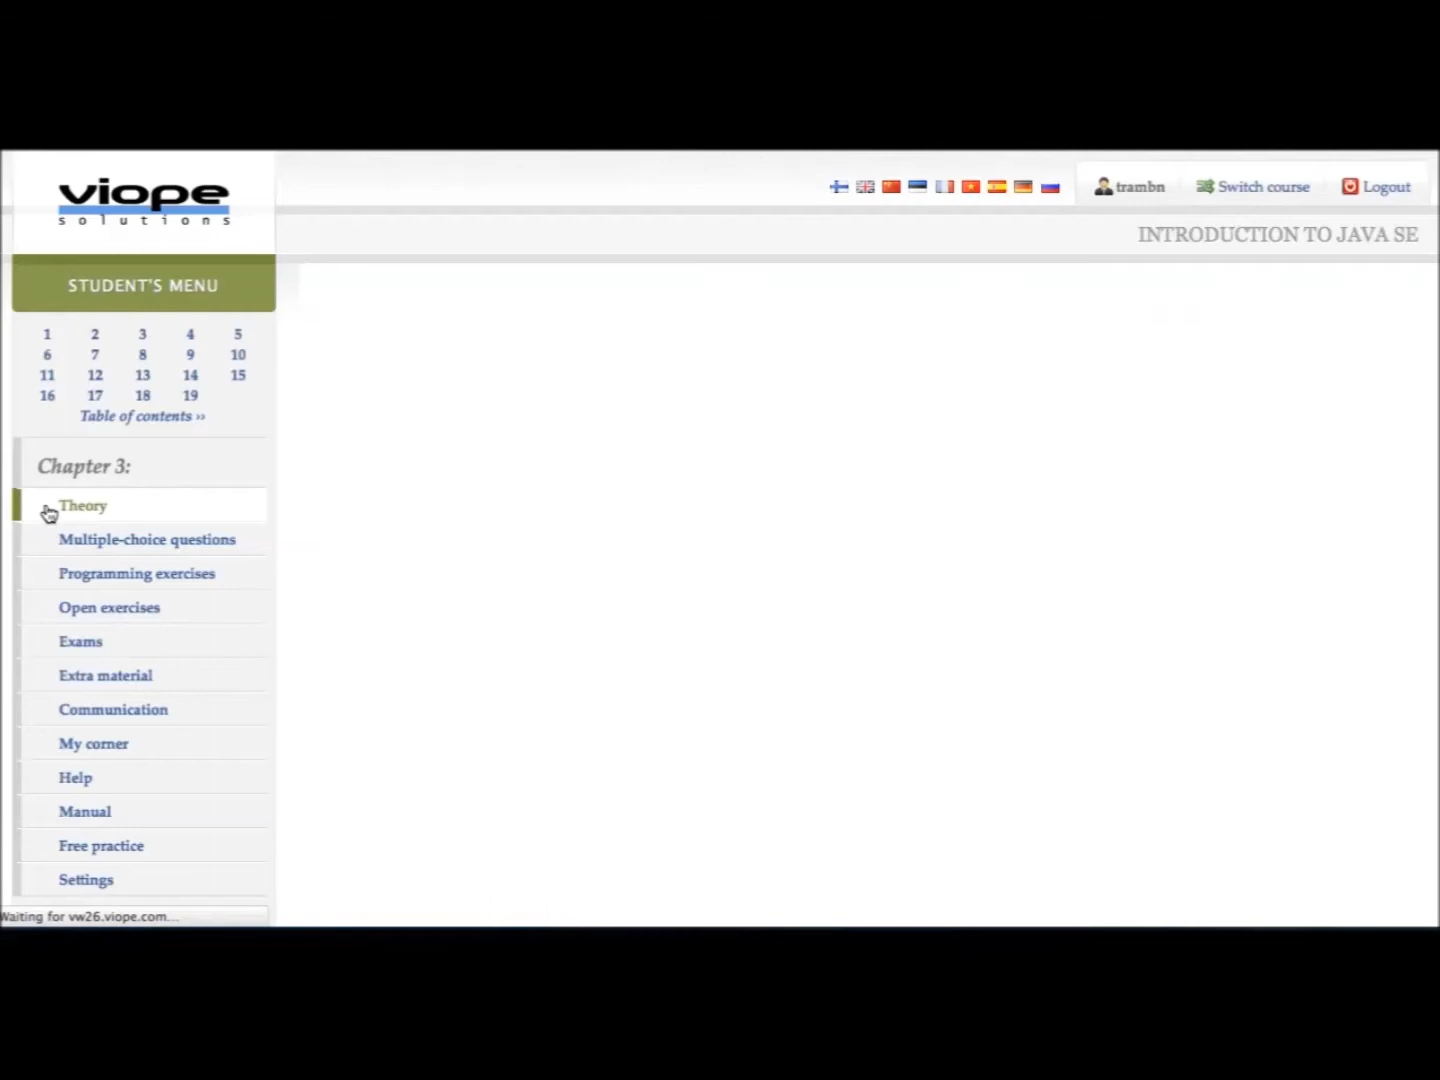 viope
solutions
trambn
Switch course
Logout
INTRODUCTION TO JAVA SE
STUDENT'S MENU
1 2 3 4 5
6 7 8 9 10
11 12 13 14 15
16 17 18 19
Table of contents ››
Chapter 3:
Theory
Multiple-choice questions
Programming exercises
Open exercises
Exams
Extra material
Communication
My corner
Help
Manual
Free practice
Settings
Waiting for vw26.viope.com...